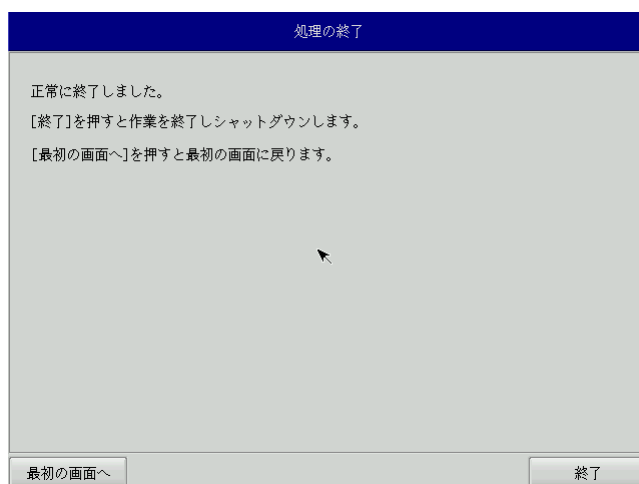 処理の終了
正常に終了しました。
[終了]を押すと作業を終了しシャットダウンします。
[最初の画面へ]を押すと最初の画面に戻ります。
最初の画面へ
終了